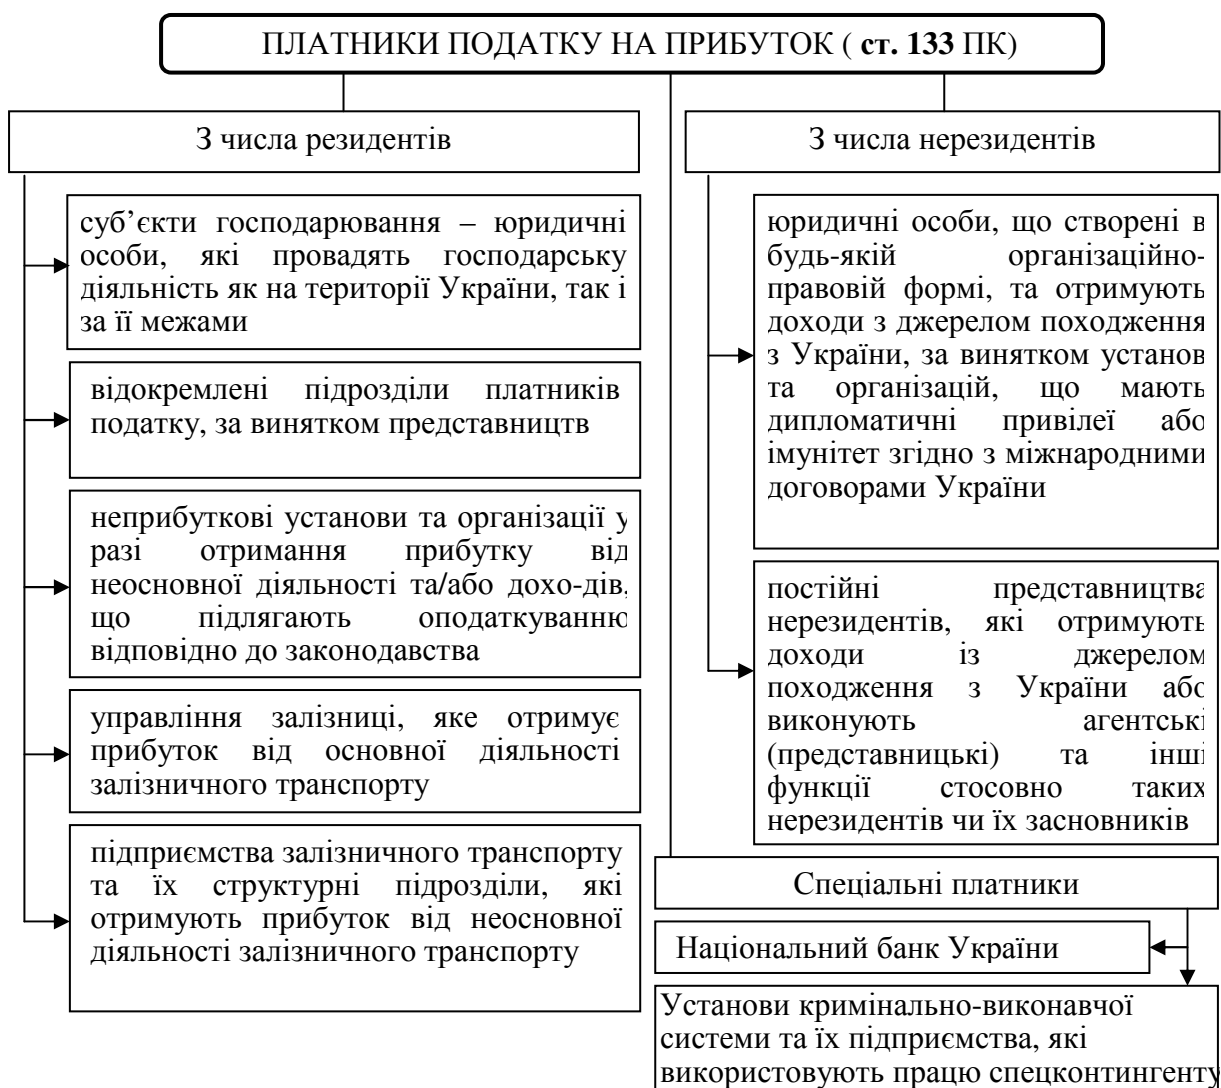 ПЛАТНИКИ ПОДАТКУ НА ПРИБУТОК ( ст. 133 ПК)
З числа резидентів
суб’єкти господарювання – юридичні
особи, які провадять господарську
діяльність як на території України, так і
за її межами
відокремлені підрозділи платників
податку, за винятком представництв
неприбуткові установи та організації у
разі отримання прибутку від
неосновної діяльності та/або дохо-дів,
що підлягають оподаткуванню
відповідно до законодавства
управління залізниці, яке отримує
прибуток від основної діяльності
залізничного транспорту
підприємства залізничного транспорту
та їх структурні підрозділи, які
отримують прибуток від неосновної
діяльності залізничного транспорту
З числа нерезидентів
юридичні особи, що створені в
будь-якій організаційно-
правовій формі, та отримують
доходи з джерелом походження
з України, за винятком установ
та організацій, що мають
дипломатичні привілеї або
імунітет згідно з міжнародними
договорами України
постійні представництва
нерезидентів, які отримують
доходи із джерелом
походження з України або
виконують агентські
(представницькі) та інші
функції стосовно таких
нерезидентів чи їх засновників
Спеціальні платники
Національний банк України
Установи кримінально-виконавчої
системи та їх підприємства, які
використовують працю спецконтингенту